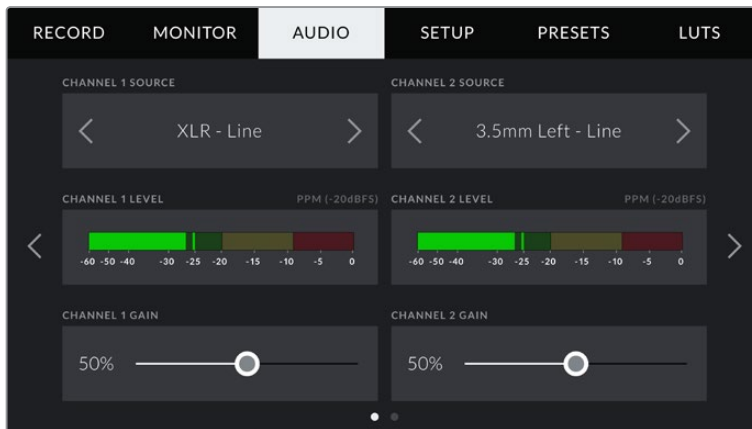 RECORD MONITOR AUDIO SETUP PRESETS LUTS
CHANNEL 1 SOURCE CHANNEL 2 SOURCE
XLR - Line 3.5mm Left - Line
CHANNEL 1 LEVEL PPM (-20dBFS) CHANNEL 2 LEVEL PPM (-20dBFS)
-60 -50 -40 -30 -25 -20 -15 -10 -5 0 -60 -50 -40 -30 -25 -20 -15 -10 -5 0
CHANNEL 1 GAIN CHANNEL 2 GAIN
50% 50%